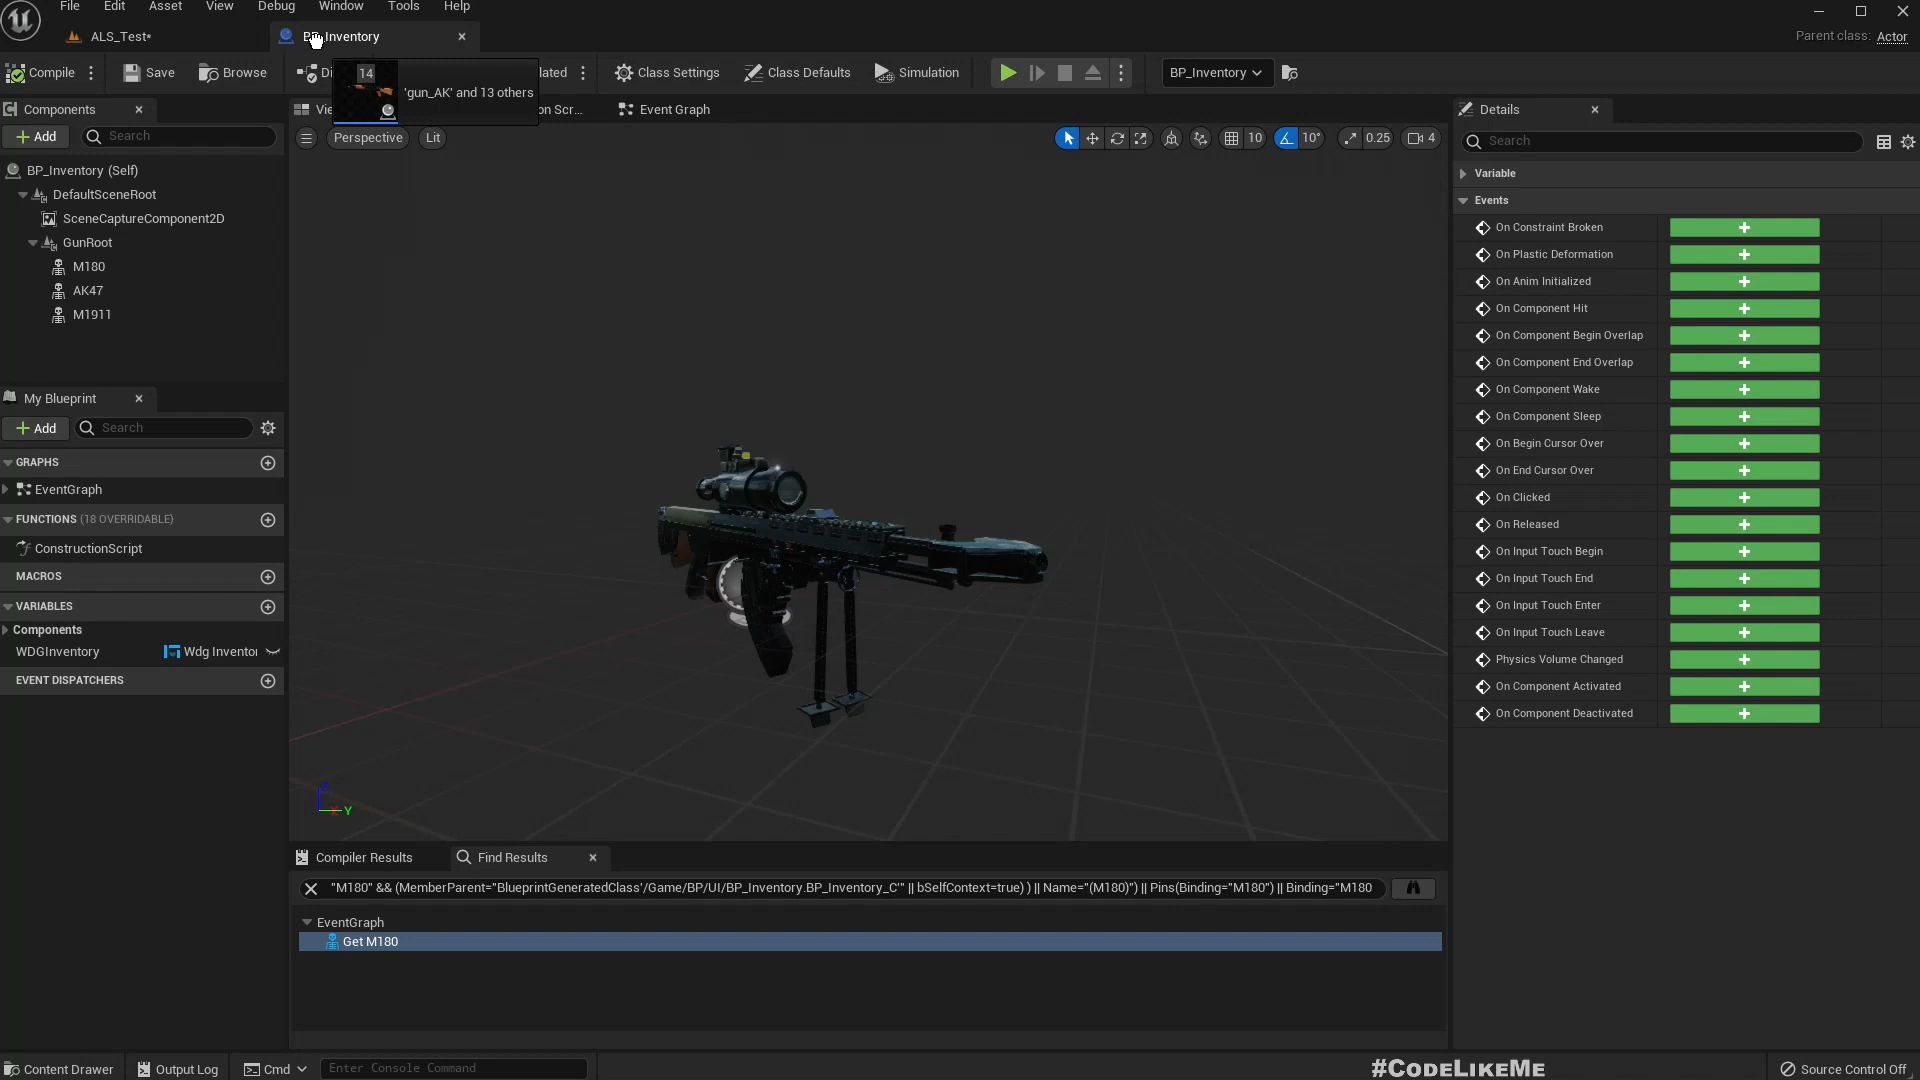 File Edit Asset View Debug Window Tools Help
ALS_Test*
BP_Inventory
Parent class: Actor
Compile Save Browse
Class Settings Class Defaults Simulation BP_Inventory
14
'gun_AK' and 13 others
Components
Event Graph
Details
Add Search
Perspective Lit
10 10° 0.25 4
Search
BP_Inventory (Self)
DefaultSceneRoot
SceneCaptureComponent2D
GunRoot
M180
AK47
M1911
My Blueprint
Add Search
GRAPHS
EventGraph
FUNCTIONS (18 OVERRIDABLE)
ConstructionScript
MACROS
VARIABLES
Components
WDGInventory Wdg Invento
EVENT DISPATCHERS
Variable
Events
On Constraint Broken
On Plastic Deformation
On Anim Initialized
On Component Hit
On Component Begin Overlap
On Component End Overlap
On Component Wake
On Component Sleep
On Begin Cursor Over
On End Cursor Over
On Clicked
On Released
On Input Touch Begin
On Input Touch End
On Input Touch Enter
On Input Touch Leave
Physics Volume Changed
On Component Activated
On Component Deactivated
Y
Compiler Results Find Results
"M180" && (MemberParent="BlueprintGeneratedClass'/Game/BP/UI/BP_Inventory.BP_Inventory_C'" || bSelfContext=true) ) || Name="(M180)") || Pins(Binding="M180") || Binding="M180
EventGraph
Get M180
Content Drawer Output Log Cmd Enter Console Command
#CodeLikeMe
Source Control Off